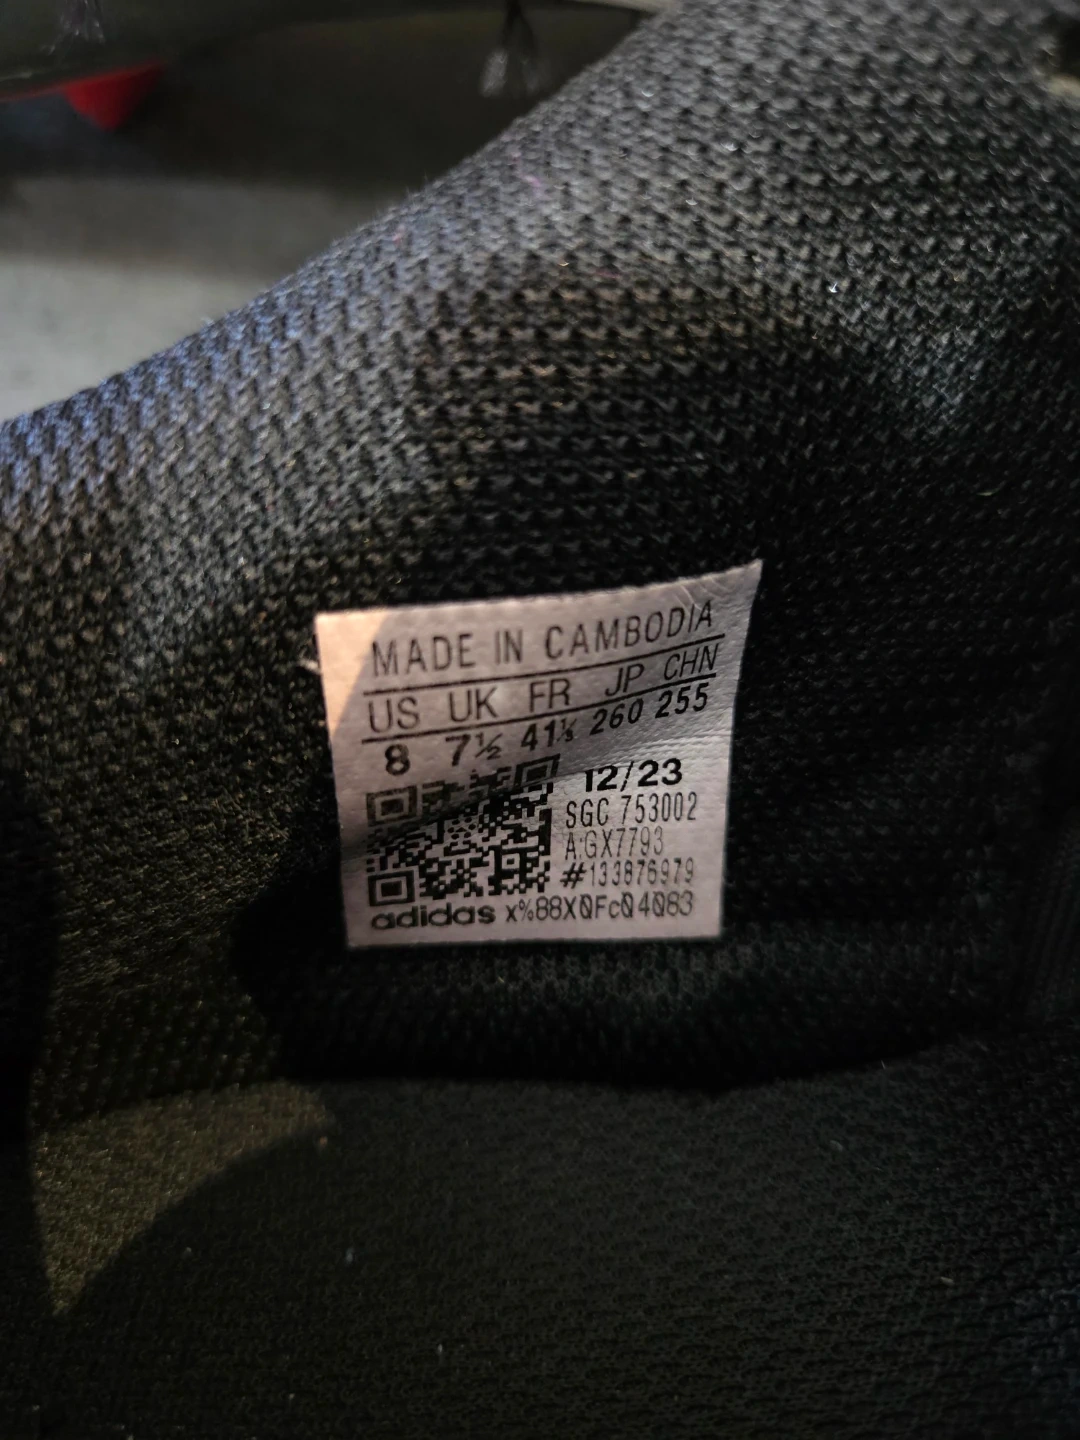 MADE IN CAMBODIA
US UK FR JP CHN
8 7½ 41⅓ 260 255
12/23
SGC 753002
A:GX7793
#133876979
adidas x%88X0Fc04083